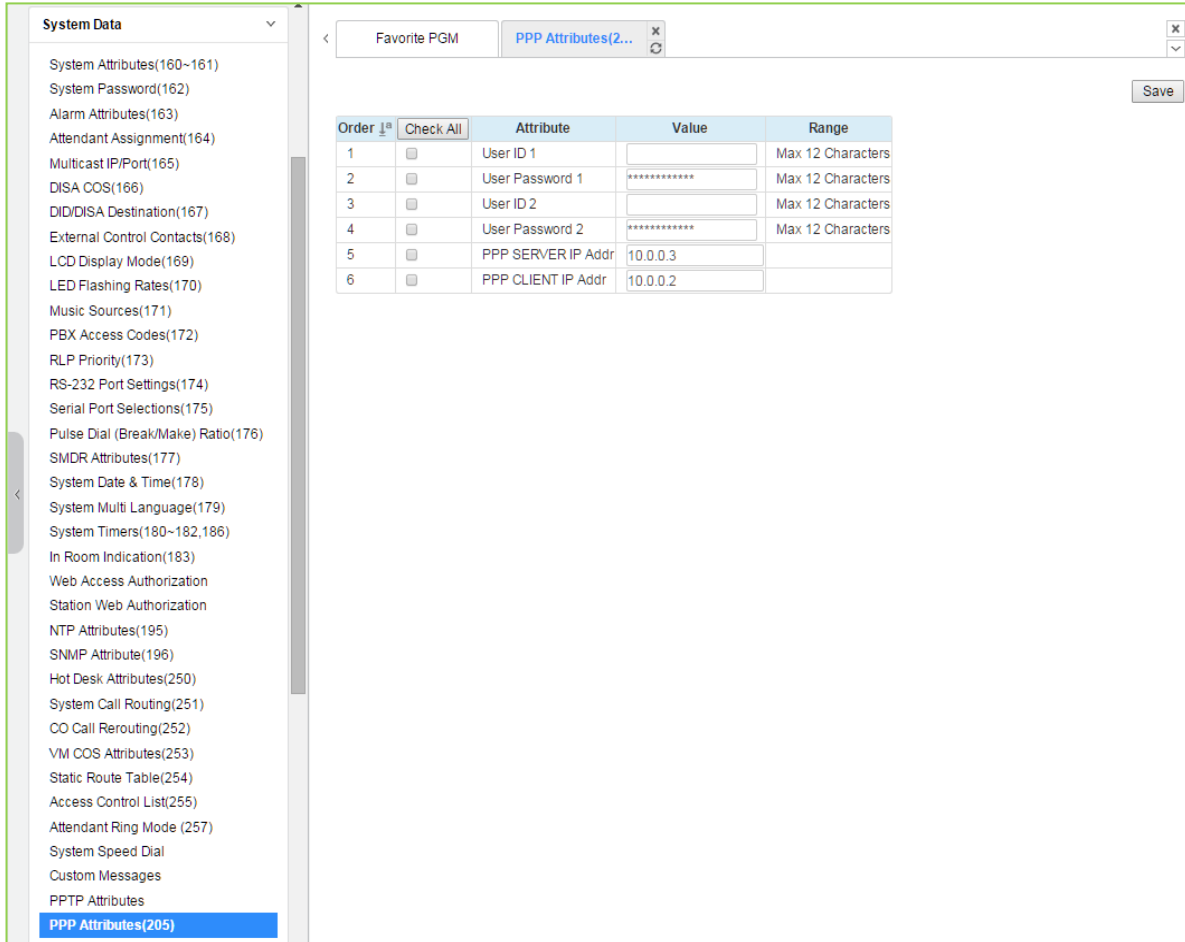 System Data
System Attributes(160~161)
System Password(162)
Alarm Attributes(163)
Attendant Assignment(164)
Multicast IP/Port(165)
DISA COS(166)
DID/DISA Destination(167)
External Control Contacts(168)
LCD Display Mode(169)
LED Flashing Rates(170)
Music Sources(171)
PBX Access Codes(172)
RLP Priority(173)
RS-232 Port Settings(174)
Serial Port Selections(175)
Pulse Dial (Break/Make) Ratio(176)
SMDR Attributes(177)
System Date & Time(178)
System Multi Language(179)
System Timers(180~182,186)
In Room Indication(183)
Web Access Authorization
Station Web Authorization
NTP Attributes(195)
SNMP Attribute(196)
Hot Desk Attributes(250)
System Call Routing(251)
CO Call Rerouting(252)
VM COS Attributes(253)
Static Route Table(254)
Access Control List(255)
Attendant Ring Mode (257)
System Speed Dial
Custom Messages
PPTP Attributes
PPP Attributes(205)
Favorite PGM PPP Attributes(2...
Save
Order Check All Attribute Value Range
1 User ID 1 Max 12 Characters
2 User Password 1 ************ Max 12 Characters
3 User ID 2 Max 12 Characters
4 User Password 2 ************ Max 12 Characters
5 PPP SERVER IP Addr 10.0.0.3
6 PPP CLIENT IP Addr 10.0.0.2